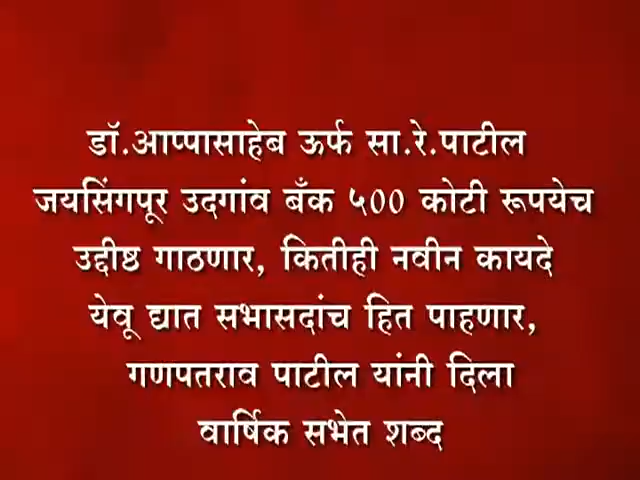 डॉ.आप्पासाहेब ऊर्फ सा.रे.पाटील
जयसिंगपूर उदगांव बँक ५०० कोटी रूपयेच
उद्दीष्ठ गाठणार, कितीही नवीन कायदे
येवू द्यात सभासदांच हित पाहणार,
गणपतराव पाटील यांनी दिला
वार्षिक सभेत शब्द